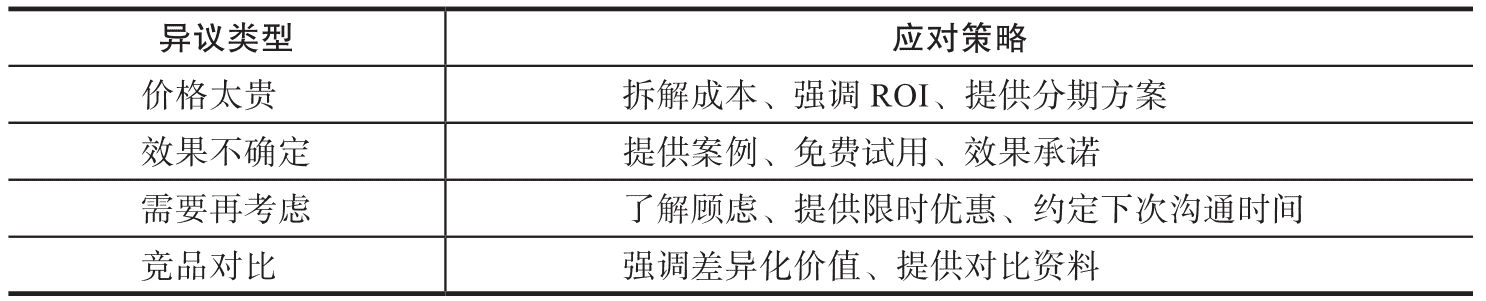 异议类型 应对策略
价格太贵 拆解成本、强调 ROI、提供分期方案
效果不确定 提供案例、免费试用、效果承诺
需要再考虑 了解顾虑、提供限时优惠、约定下次沟通时间
竞品对比 强调差异化价值、提供对比资料